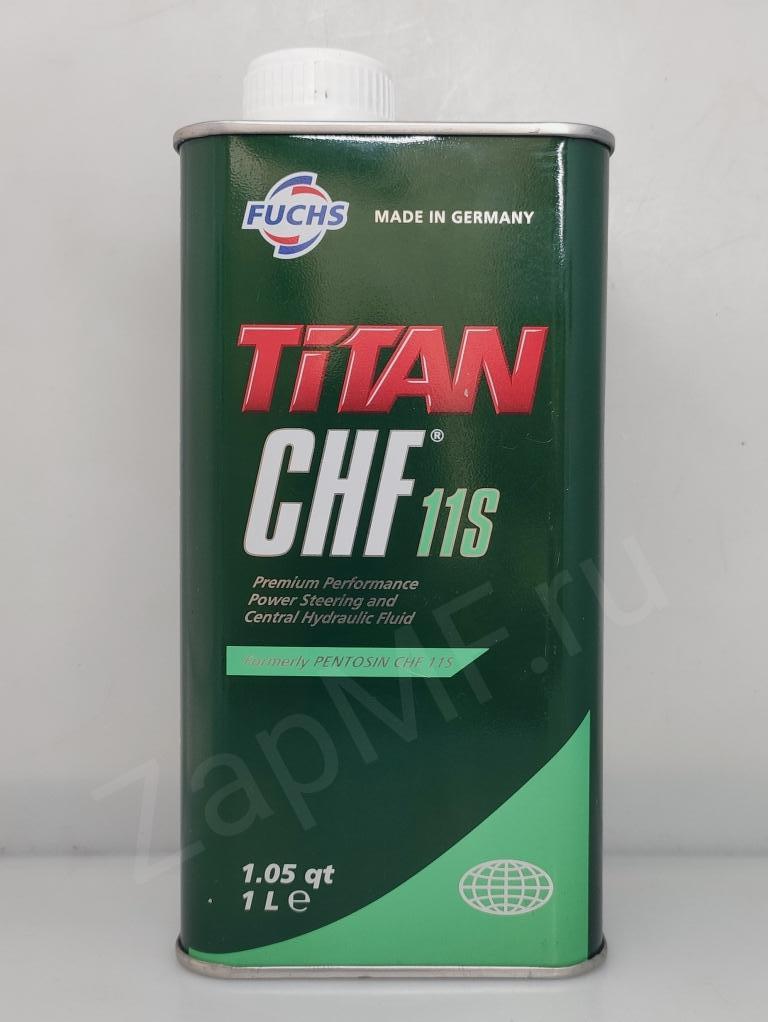 FUCHS
MADE IN GERMANY
TITAN
CHF® 11S
Premium Performance
Power Steering and
Central Hydraulic Fluid
Formerly PENTOSIN CHF 11S
ZapMF.ru
1.05 qt
1 L ℮